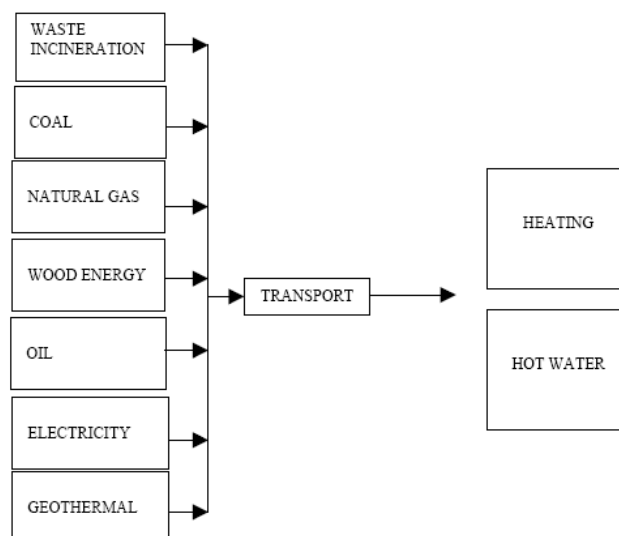 WASTE
INCINERATION
COAL
NATURAL GAS
WOOD ENERGY
OIL
ELECTRICITY
GEOTHERMAL
TRANSPORT
HEATING
HOT WATER